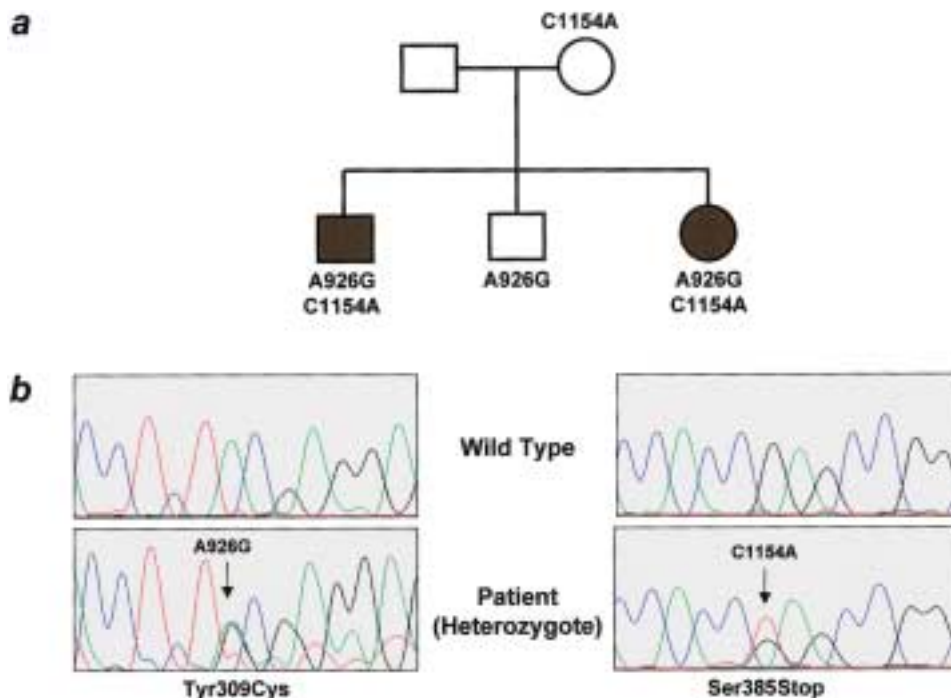 a
C1154A
A926G
C1154A
A926G
A926G
C1154A
b
Wild Type
A926G
C1154A
Patient
(Heterozygote)
Tyr309Cys
Ser385Stop